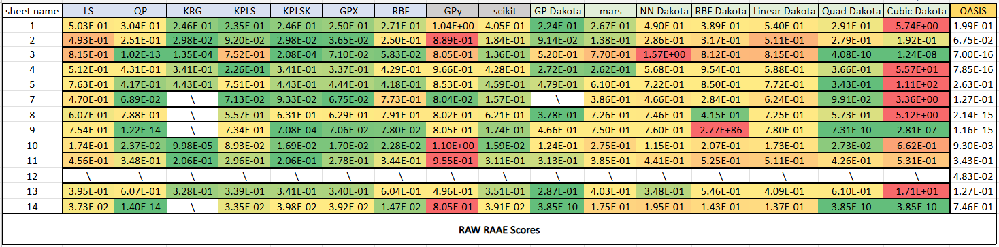 sheet name LS QP KRG KPLS KPLSK GPX RBF GPy scikit GP Dakota mars NN Dakota RBF Dakota Linear Dakota Quad Dakota Cubic Dakota OASIS
1 5.03E-01 3.04E-01 2.46E-01 2.35E-01 2.46E-01 2.50E-01 2.71E-01 1.04E+00 4.05E-01 2.24E-01 2.67E-01 4.90E-01 3.89E-01 5.40E-01 2.91E-01 5.74E+00 1.99E-01
2 4.93E-01 2.51E-01 2.98E-02 9.20E-02 2.98E-02 3.65E-02 2.50E-01 8.89E-01 1.84E-01 9.14E-02 1.38E-01 2.86E-01 3.17E-01 5.11E-01 2.79E-01 1.92E-01 6.75E-02
3 8.15E-01 1.02E-13 1.35E-04 7.52E-01 2.08E-04 7.10E-02 5.83E-02 8.05E-01 1.36E-01 5.20E-01 7.70E-01 1.57E+00 8.12E-01 8.15E-01 4.08E-10 1.24E-08 7.00E-16
4 5.12E-01 4.31E-01 3.41E-01 2.26E-01 3.41E-01 3.37E-01 4.29E-01 9.66E-01 4.28E-01 2.72E-01 2.62E-01 5.68E-01 9.54E-01 5.88E-01 3.66E-01 5.57E+01 7.85E-16
5 7.63E-01 4.17E-01 4.43E-01 7.51E-01 4.43E-01 4.44E-01 4.18E-01 8.53E-01 4.59E-01 4.79E-01 6.10E-01 7.22E-01 8.50E-01 7.72E-01 3.43E-01 1.11E+02 2.63E-01
7 4.70E-01 6.89E-02 \ 7.13E-02 9.33E-02 6.75E-02 7.73E-01 8.04E-02 1.57E-01 \ 3.86E-01 4.66E-01 2.84E-01 6.24E-01 9.91E-02 3.36E+00 1.27E-01
8 6.07E-01 7.88E-01 \ 5.57E-01 6.31E-01 6.29E-01 7.91E-01 8.02E-01 6.21E-01 3.78E-01 7.26E-01 7.46E-01 4.15E-01 7.25E-01 5.73E-01 5.12E+00 2.14E-15
9 7.54E-01 1.22E-14 \ 7.34E-01 7.08E-04 7.06E-02 7.80E-02 8.05E-01 1.74E-01 4.66E-01 7.50E-01 7.60E-01 2.77E+86 7.80E-01 7.31E-10 2.81E-07 1.16E-15
10 1.74E-01 2.37E-02 9.98E-05 8.93E-02 1.69E-02 1.70E-02 2.28E-02 1.10E+00 1.59E-02 1.24E-01 2.75E-01 1.15E-01 2.07E-01 1.73E-01 2.73E-02 6.62E-01 9.30E-03
11 4.56E-01 3.48E-01 2.06E-01 2.96E-01 2.06E-01 2.78E-01 3.44E-01 9.55E-01 3.11E-01 3.13E-01 3.85E-01 4.41E-01 5.25E-01 5.11E-01 4.26E-01 5.31E-01 3.43E-01
12 \ \ \ \ \ \ \ \ \ \ \ \ \ \ \ \ 4.83E-02
13 3.95E-01 6.07E-01 3.28E-01 3.39E-01 3.41E-01 3.40E-01 6.04E-01 4.96E-01 3.51E-01 2.87E-01 4.03E-01 3.48E-01 5.46E-01 4.09E-01 6.10E-01 1.71E+01 1.27E-01
14 3.73E-02 1.40E-14 \ 3.35E-02 3.98E-02 3.92E-02 1.47E-02 8.05E-01 3.91E-02 3.85E-10 1.75E-01 1.95E-01 1.43E-01 1.37E-01 3.85E-10 3.85E-10 7.46E-01
RAW RAAE Scores